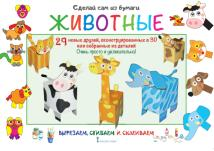 Сделай сам из бумаги
ЖИВОТНЫЕ
29 новых друзей, сконструированных в 3D
или собранных из деталей
Очень просто и увлекательно!
ВЫРЕЗАЕМ, СГИБАЕМ И СКЛЕИВАЕМ